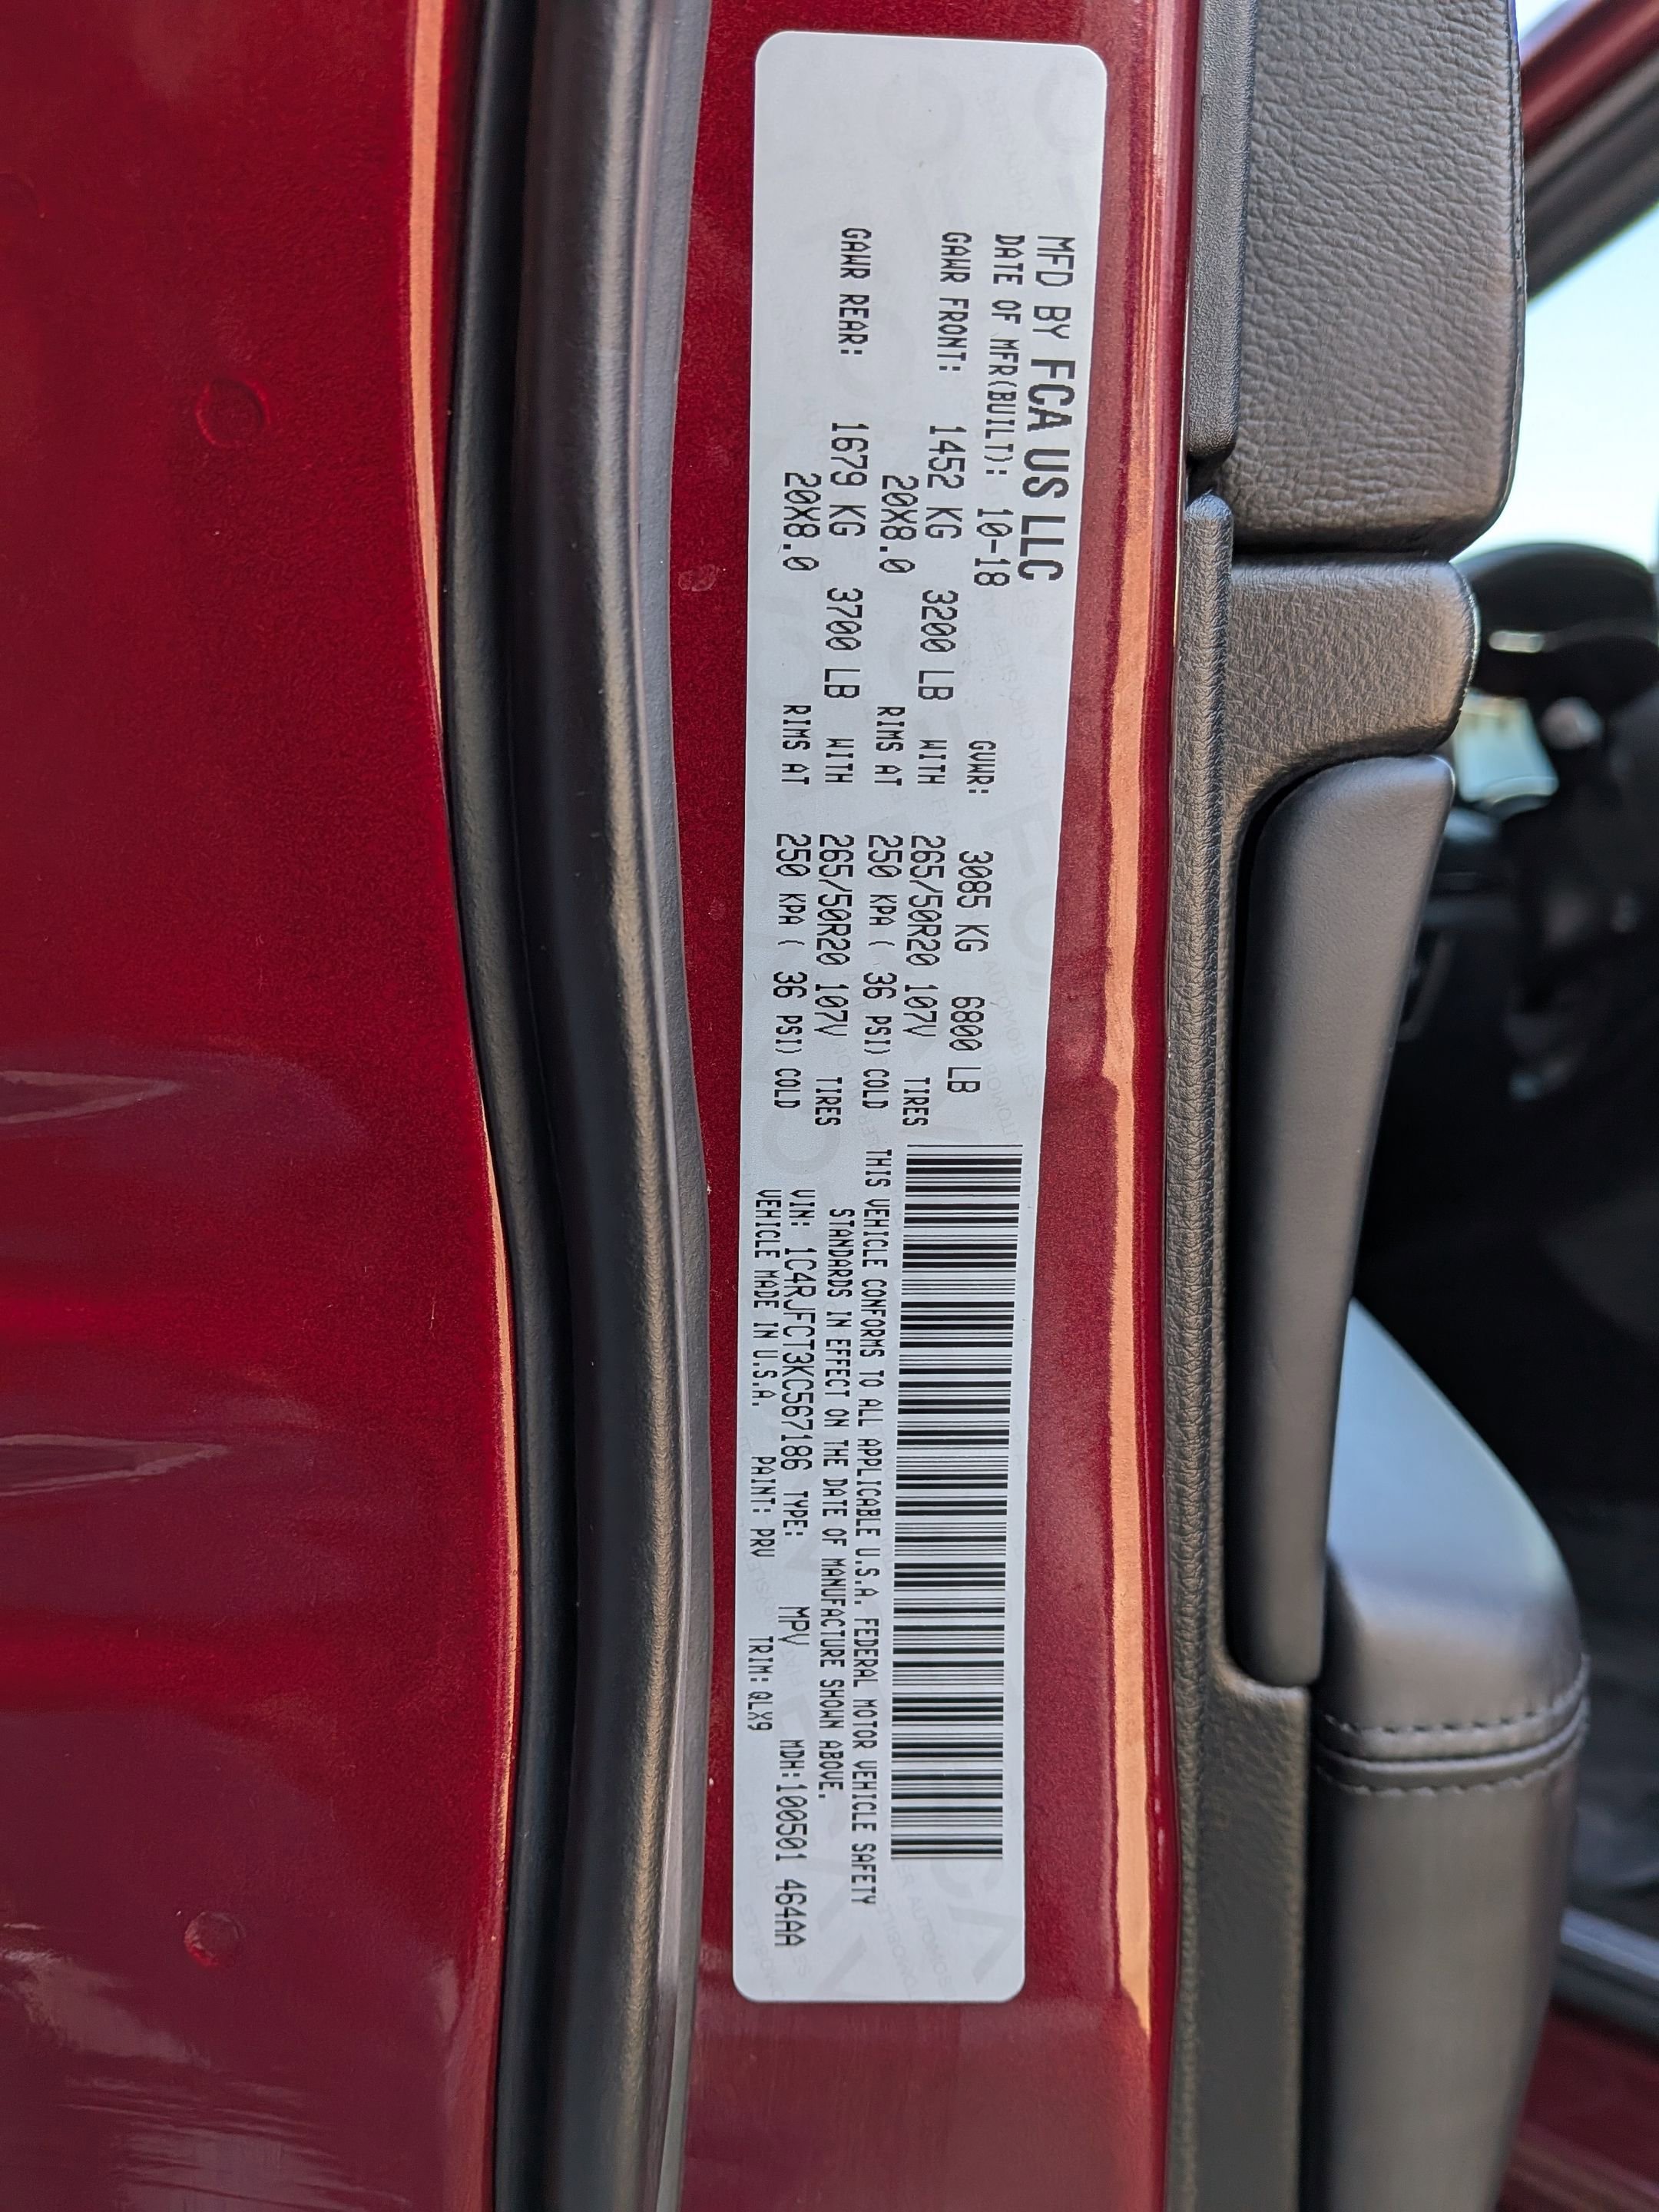 MFD BY FCA US LLC
DATE OF MFR(BUILT): 10-18 GVWR: 3085 KG 6800 LB
GAWR FRONT: 1452 KG 3200 LB WITH 265/50R20 107V TIRES
20X8.0 RIMS AT 250 KPA ( 36 PSI) COLD
GAWR REAR: 1679 KG 3700 LB WITH 265/50R20 107V TIRES
20X8.0 RIMS AT 250 KPA ( 36 PSI) COLD
THIS VEHICLE CONFORMS TO ALL APPLICABLE U.S.A. FEDERAL MOTOR VEHICLE SAFETY
STANDARDS IN EFFECT ON THE DATE OF MANUFACTURE SHOWN ABOVE.
VIN: 1C4RJFCT3KC567186 TYPE: MPV MDH:100501 464AA
VEHICLE MADE IN U.S.A. PAINT: PRV TRIM: QLX9